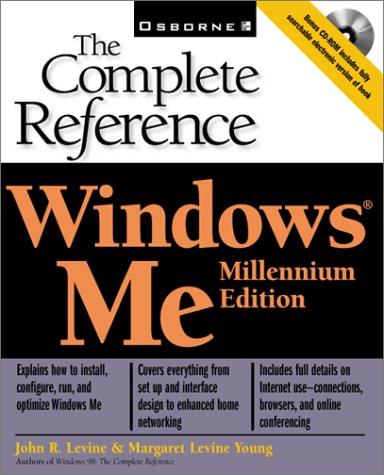 OSBORNE
Bonus CD-ROM includes fully
searchable electronic version of book
The
Complete
Reference
Windows®
Me
Millennium
Edition
Explains how to install,
configure, run, and
optimize Windows Me
Covers everything from
set up and interface
design to enhanced home
networking
Includes full details on
Internet use–connections,
browsers, and online
conferencing
John R. Levine & Margaret Levine Young
Authors of Windows 98: The Complete Reference